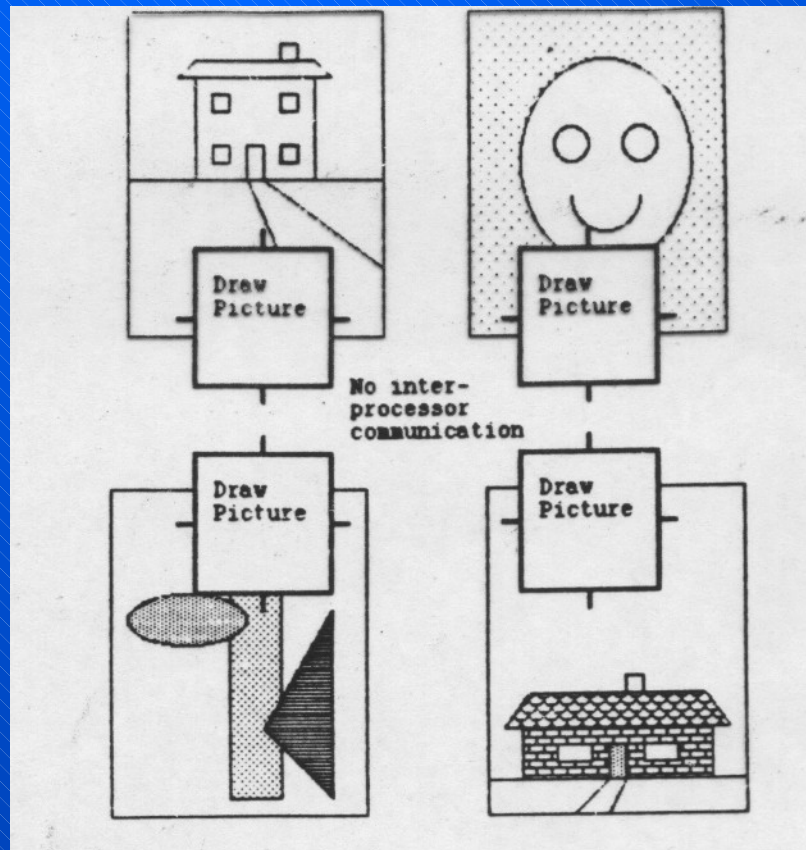 Draw
Picture
Draw
Picture
No inter-
processor
communication
Draw
Picture
Draw
Picture